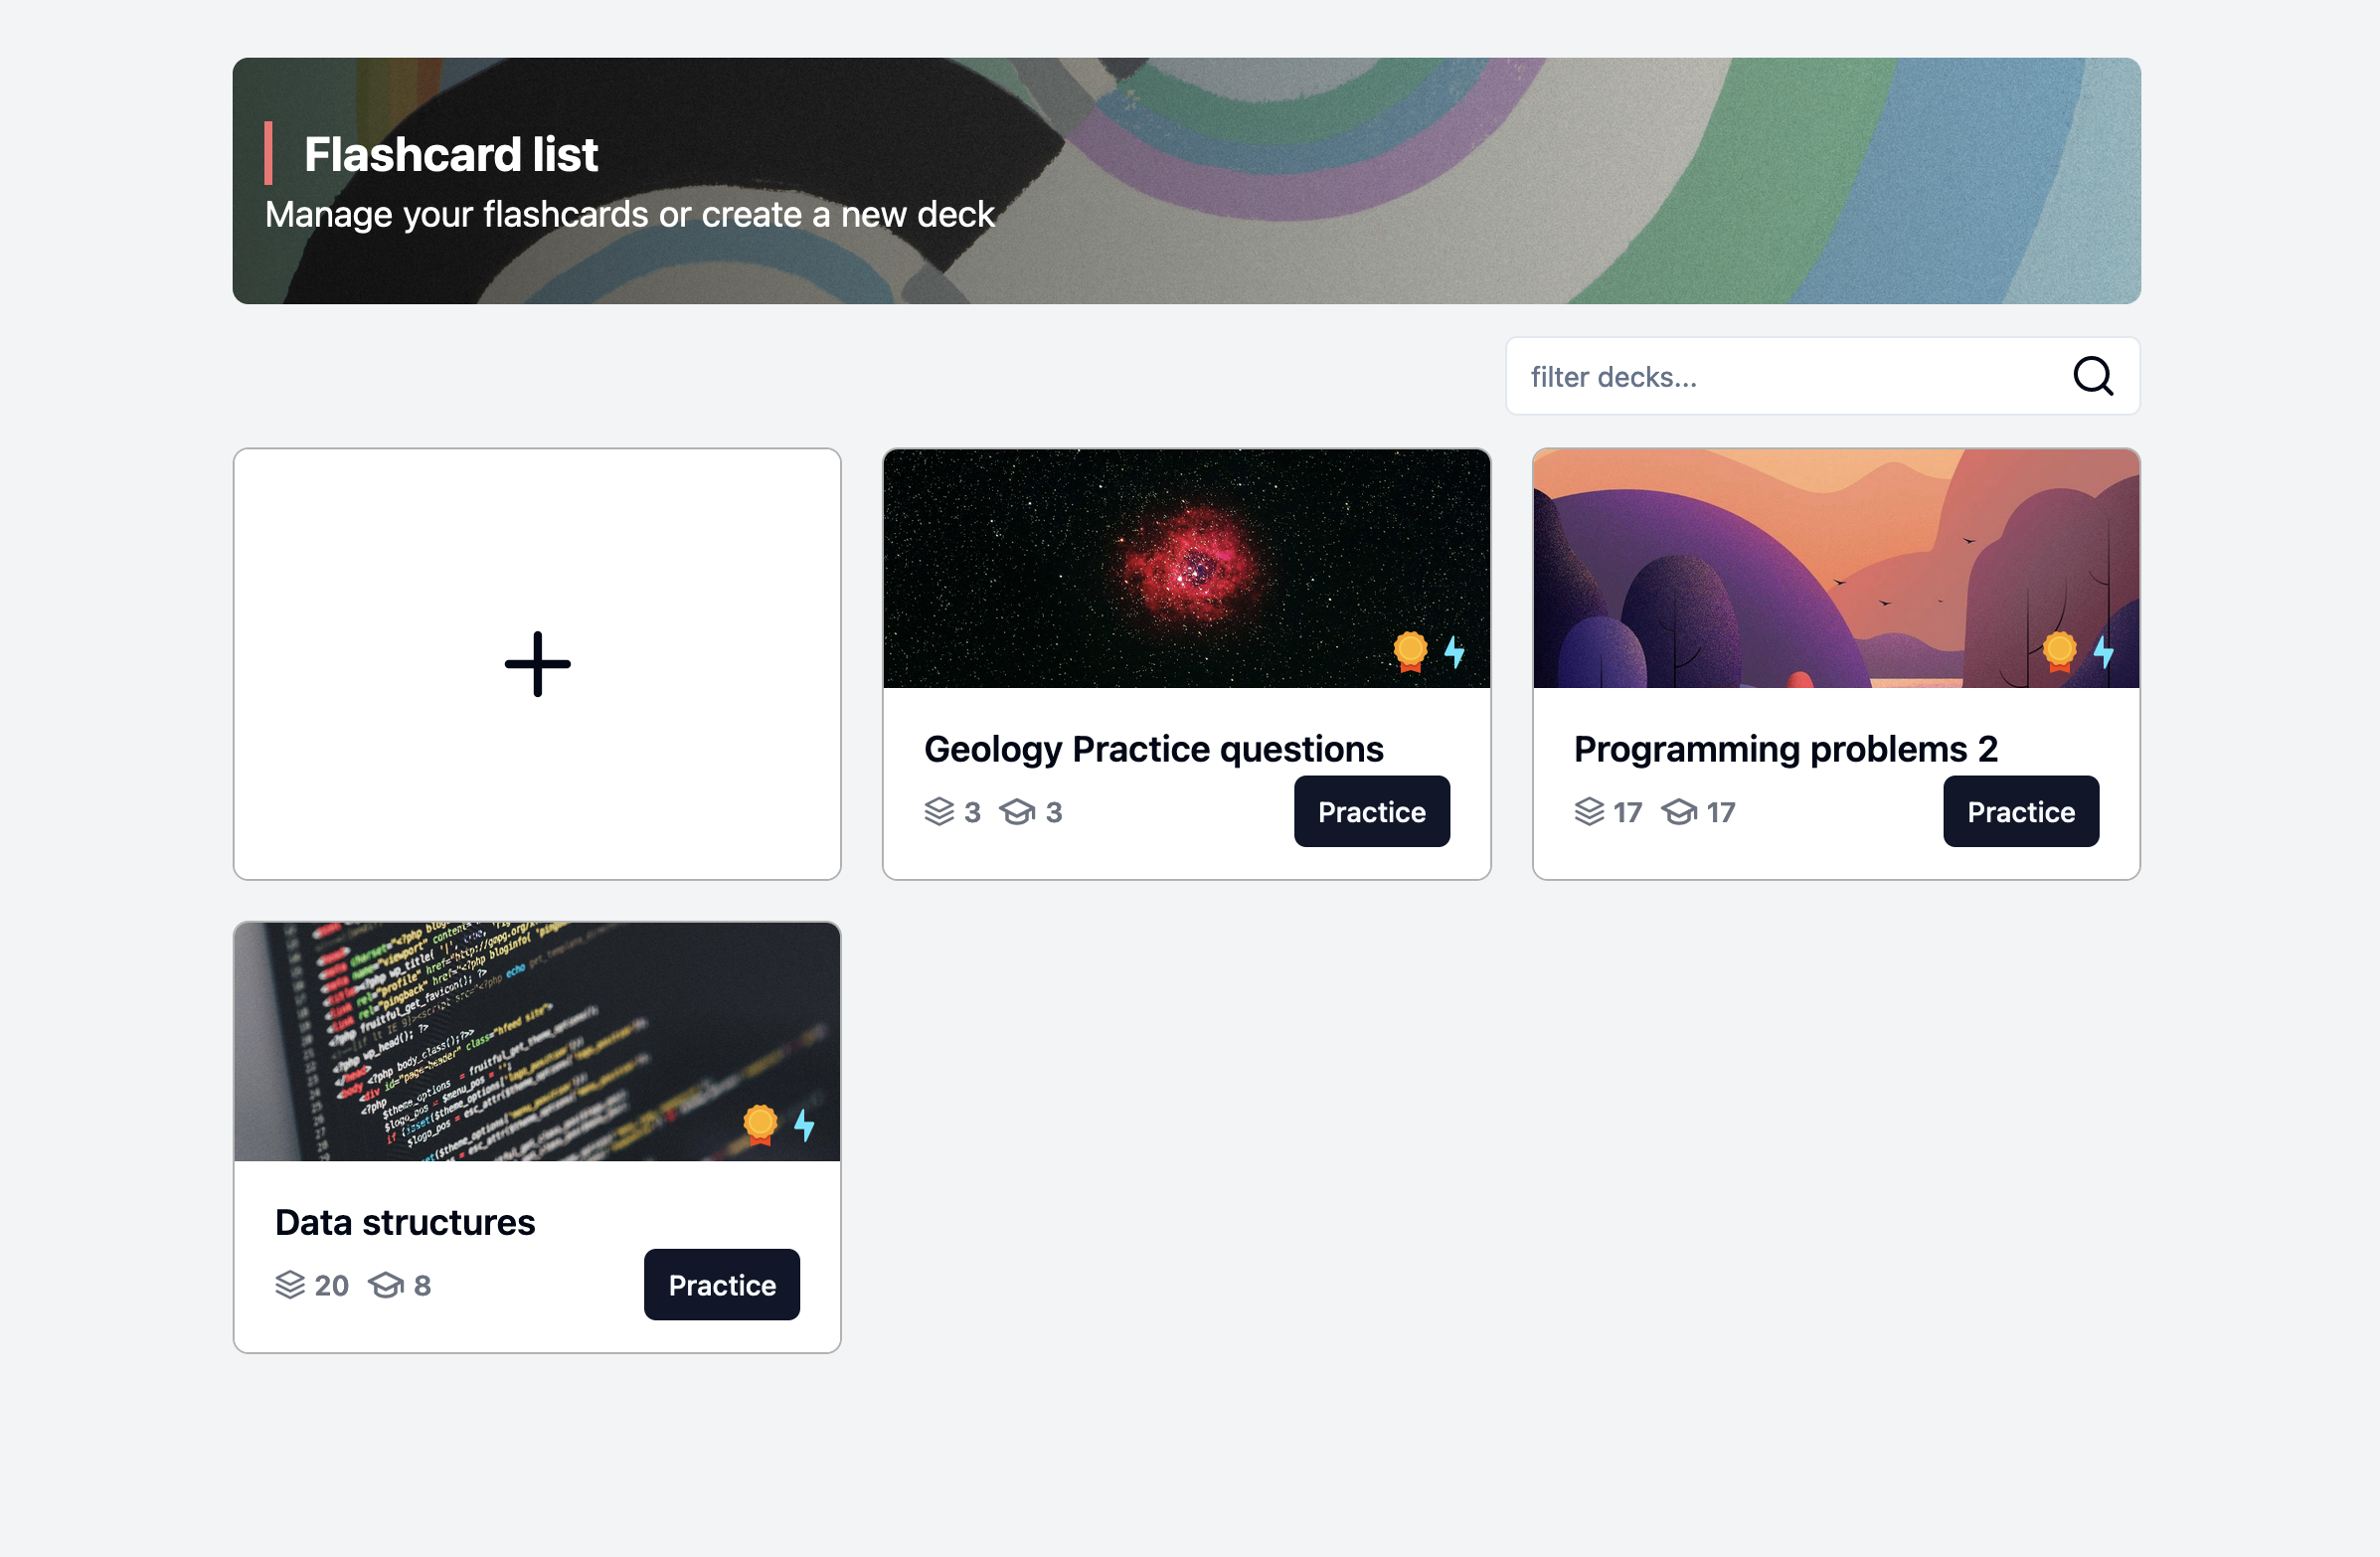 Flashcard list
Manage your flashcards or create a new deck
filter decks...
Geology Practice questions
3 3
Practice
Programming problems 2
17 17
Practice
Data structures
20 8
Practice